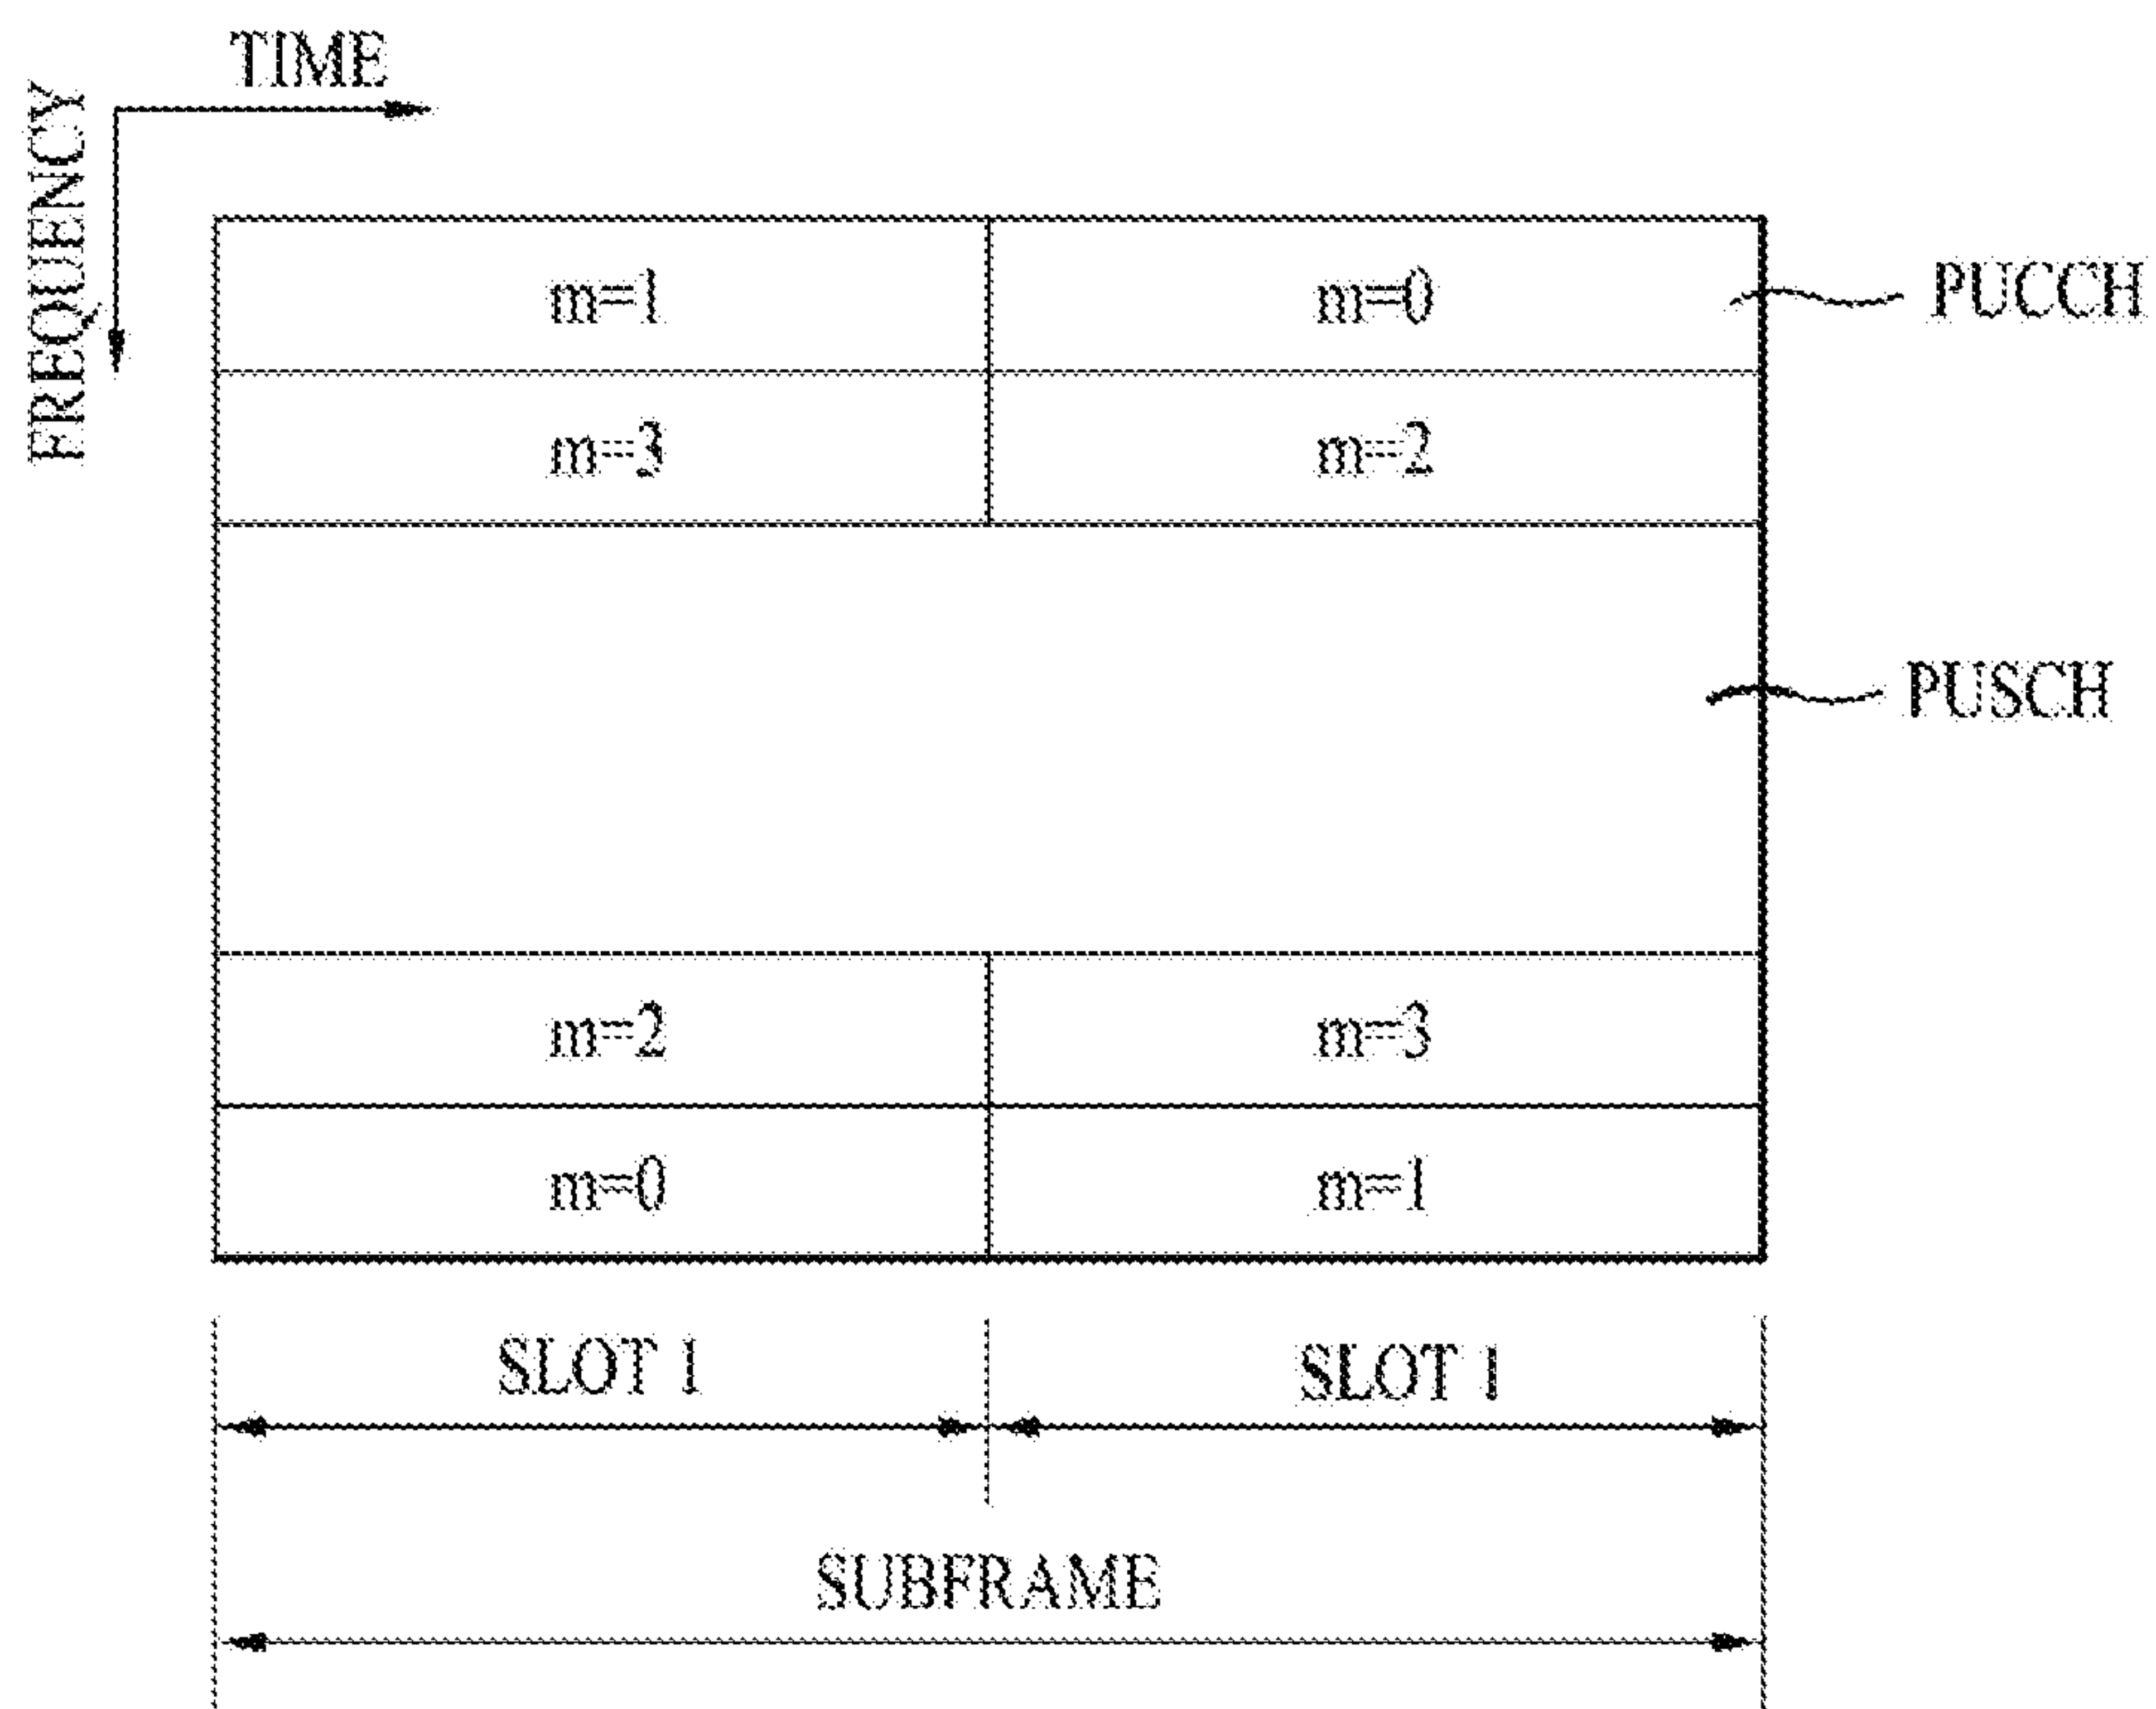 TIME
FREQUENCY
m=1 m=0 PUCCH
m=3 m=2
PUSCH
m=2 m=3
m=0 m=1
SLOT 1 SLOT 1
SUBFRAME